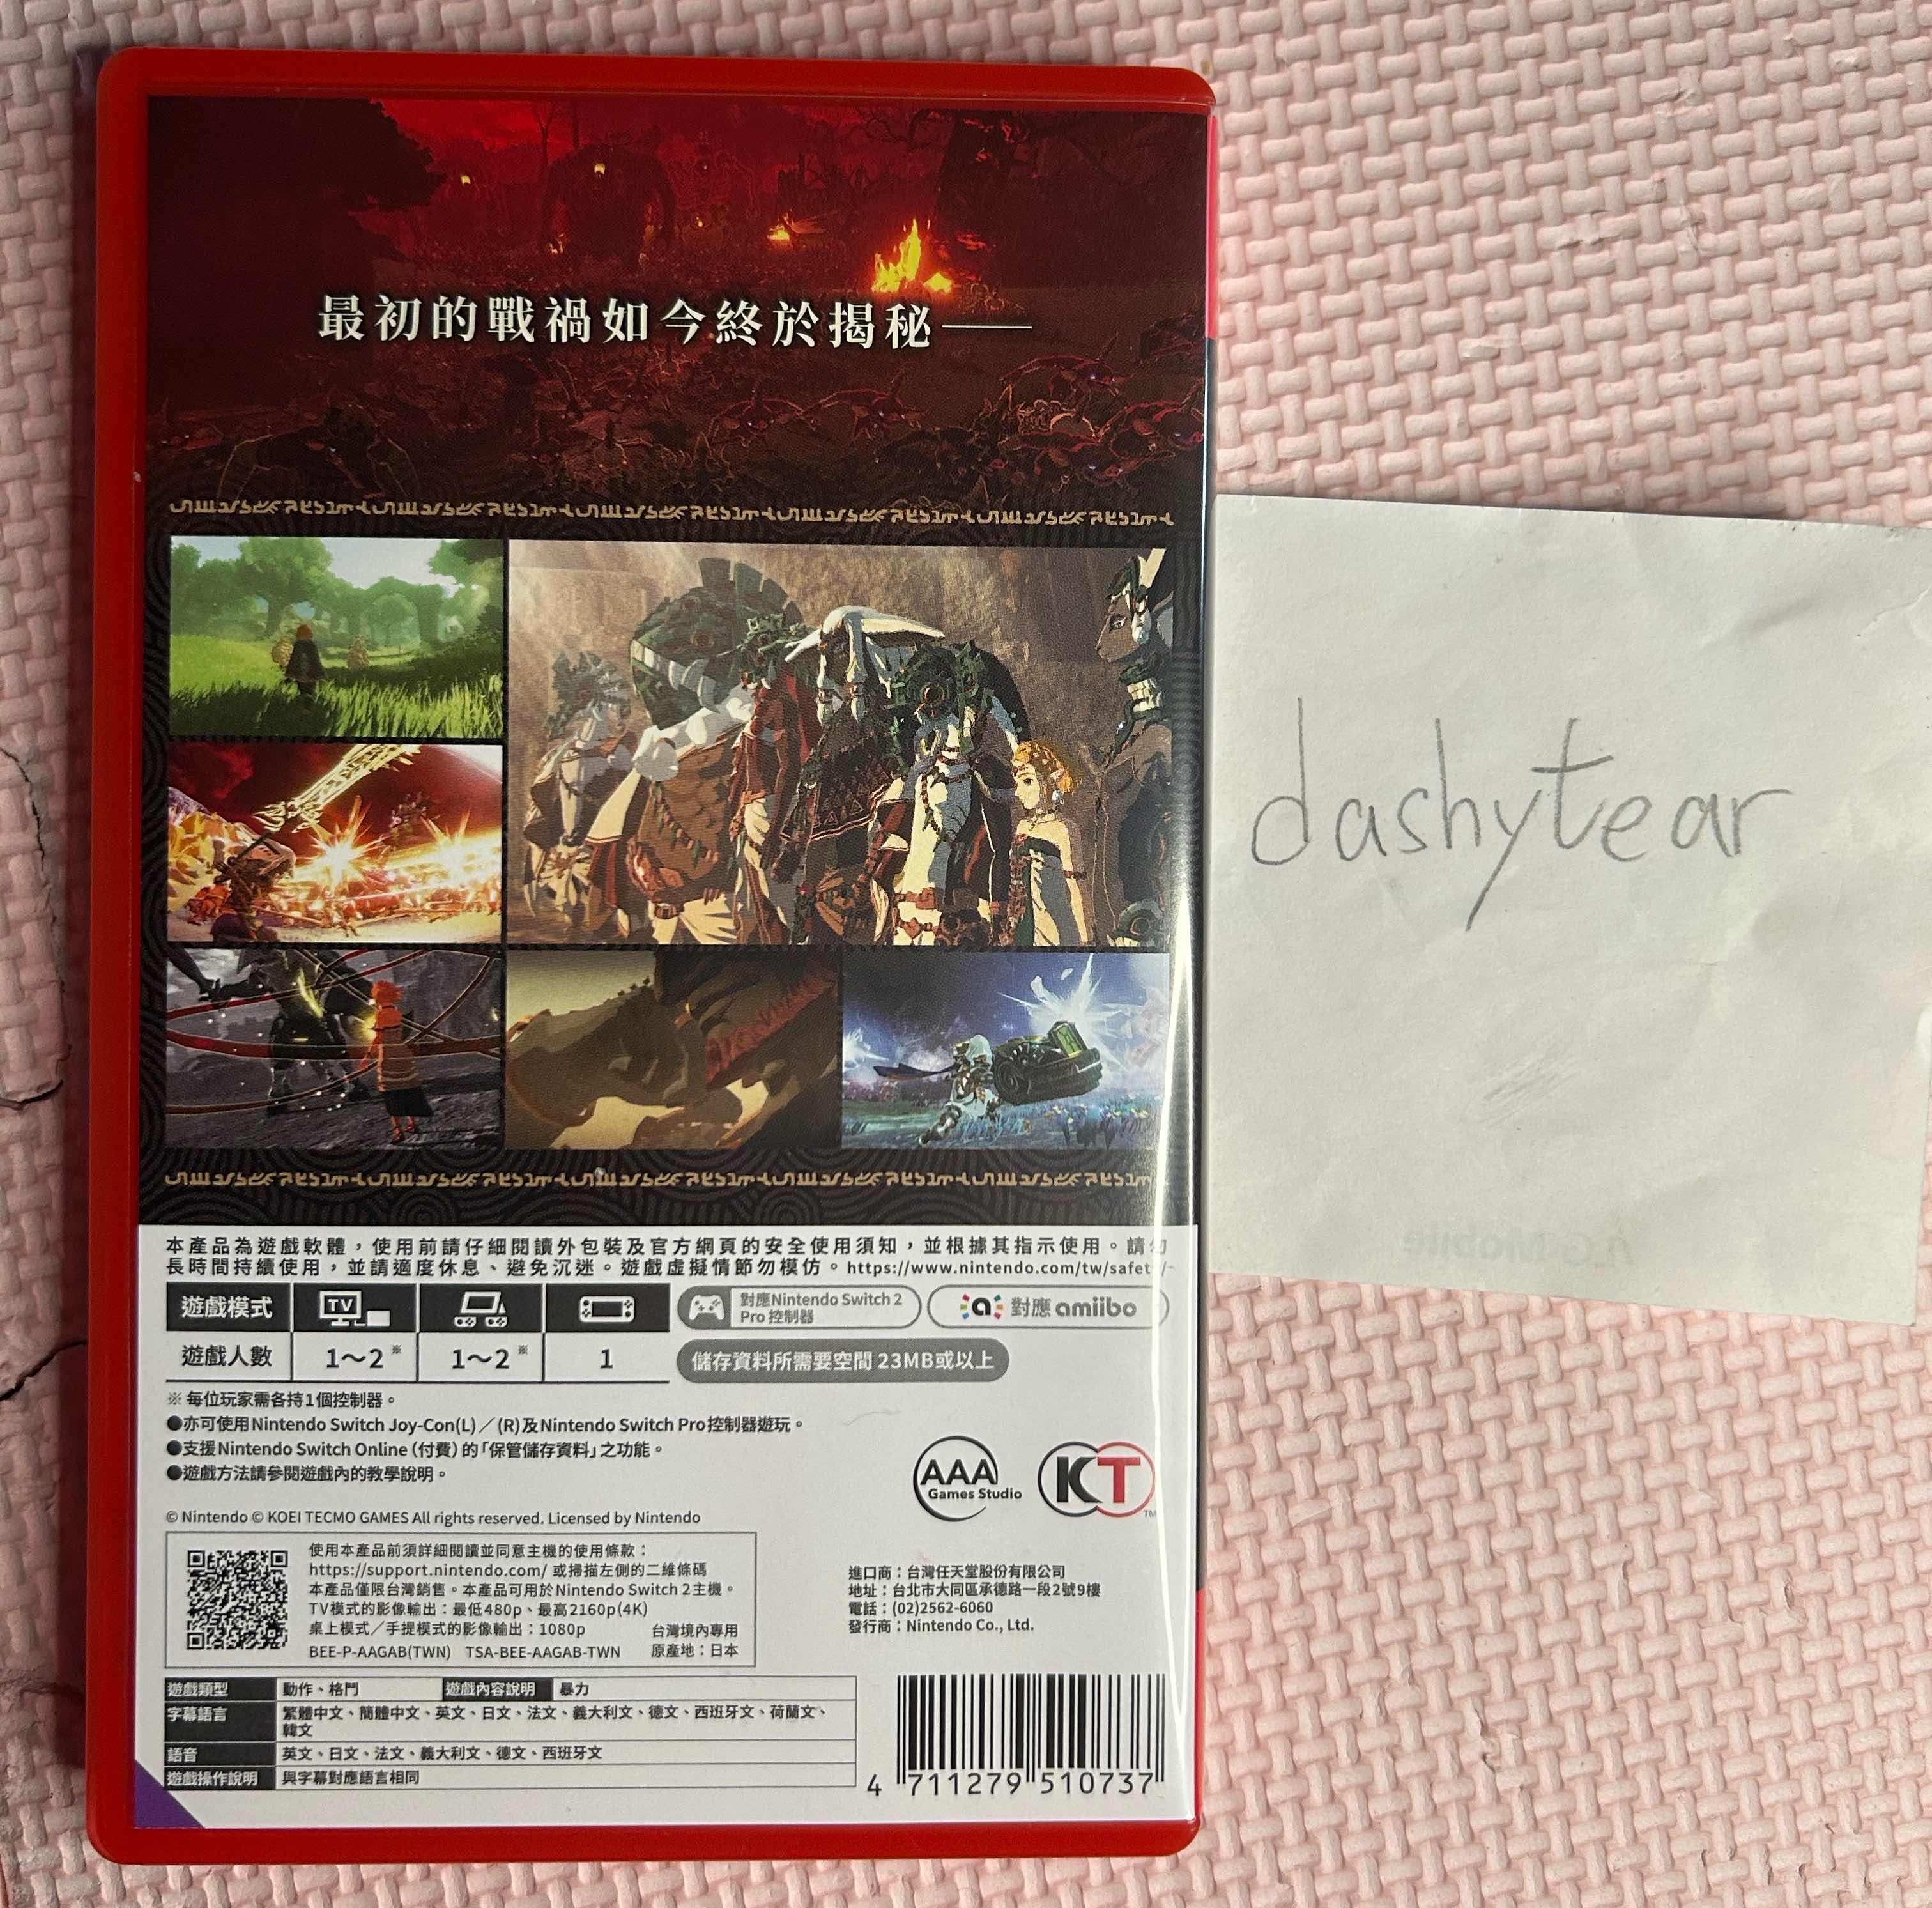 最初的戰禍如今終於揭秘——
dashytear
本產品為遊戲軟體，使用前請仔細閱讀外包裝及官方網頁的安全使用須知，並根據其指示使用。請勿
長時間持續使用，並請適度休息、避免沉迷。遊戲虛擬情節勿模仿。https://www.nintendo.com/tw/safety/
遊戲模式 TV
對應Nintendo Switch 2
Pro 控制器
對應 amiibo
遊戲人數 1～2※ 1～2※ 1
儲存資料所需要空間 23MB或以上
※ 每位玩家需各持1個控制器。
●亦可使用Nintendo Switch Joy-Con(L)／(R)及Nintendo Switch Pro控制器遊玩。
●支援Nintendo Switch Online（付費）的「保管儲存資料」之功能。
●遊戲方法請參閱遊戲內的教學說明。
AAA
Games Studio
KT
TM
© Nintendo © KOEI TECMO GAMES All rights reserved. Licensed by Nintendo
使用本產品前須詳細閱讀並同意主機的使用條款：
https://support.nintendo.com/ 或掃描左側的二維條碼
本產品僅限台灣銷售。本產品可用於Nintendo Switch 2主機。
TV模式的影像輸出：最低480p、最高2160p(4K)
桌上模式／手提模式的影像輸出：1080p 台灣境內專用
BEE-P-AAGAB(TWN) TSA-BEE-AAGAB-TWN 原產地：日本
進口商：台灣任天堂股份有限公司
地址：台北市大同區承德路一段2號9樓
電話：(02)2562-6060
發行商：Nintendo Co., Ltd.
遊戲類型 動作、格鬥 遊戲內容說明 暴力
字幕語言 繁體中文、簡體中文、英文、日文、法文、義大利文、德文、西班牙文、荷蘭文、
韓文
語音 英文、日文、法文、義大利文、德文、西班牙文
遊戲操作說明 與字幕對應語言相同
4 711279 510737